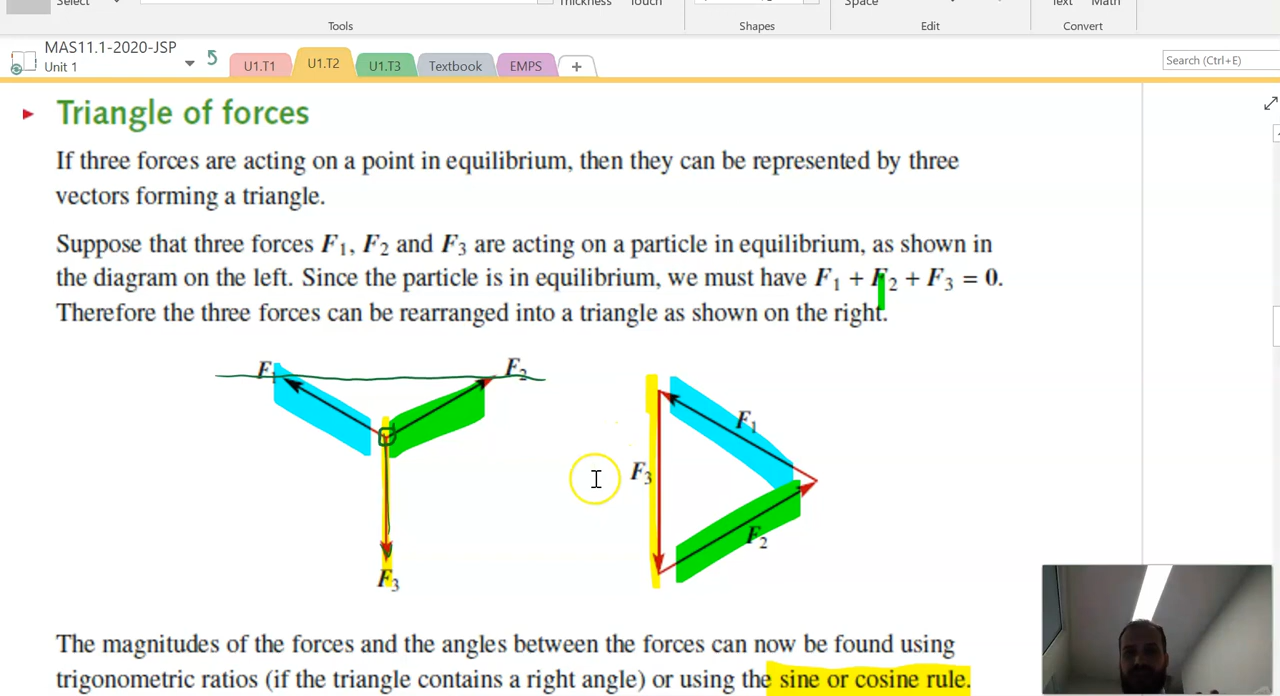 Select
Thickness
Touch
Space
Text
Math
Tools
Shapes
Edit
Convert
MAS11.1-2020-JSP
Unit 1
U1.T1
U1.T2
U1.T3
Textbook
EMPS
+
Search (Ctrl+E)
Triangle of forces
If three forces are acting on a point in equilibrium, then they can be represented by three
vectors forming a triangle.
Suppose that three forces F₁, F₂ and F₃ are acting on a particle in equilibrium, as shown in
the diagram on the left. Since the particle is in equilibrium, we must have F₁ + F₂ + F₃ = 0.
Therefore the three forces can be rearranged into a triangle as shown on the right.
F₁
F₂
F₃
F₁
F₃
F₂
The magnitudes of the forces and the angles between the forces can now be found using
trigonometric ratios (if the triangle contains a right angle) or using the sine or cosine rule.